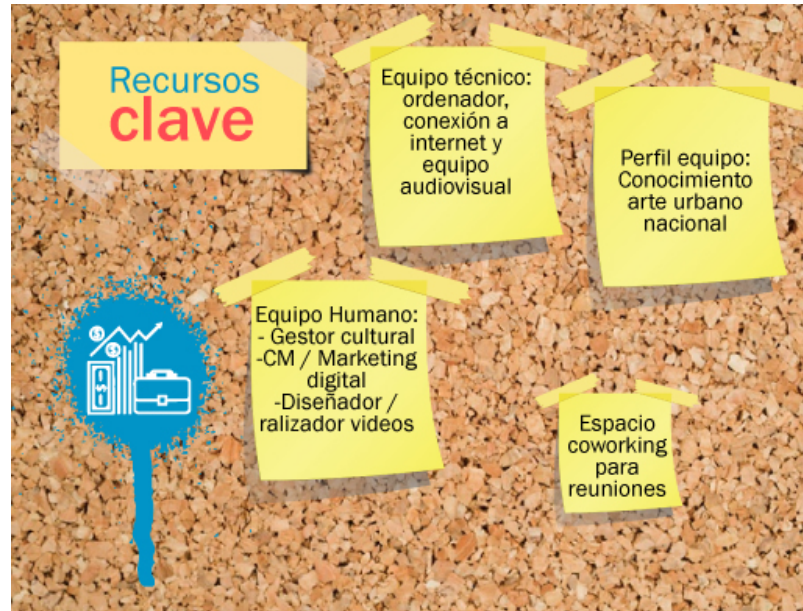 Recursos
clave
Equipo técnico:
ordenador,
conexión a
internet y
equipo
audiovisual
Perfil equipo:
Conocimiento
arte urbano
nacional
Equipo Humano:
- Gestor cultural
-CM / Marketing
digital
-Diseñador /
ralizador videos
Espacio
coworking
para
reuniones